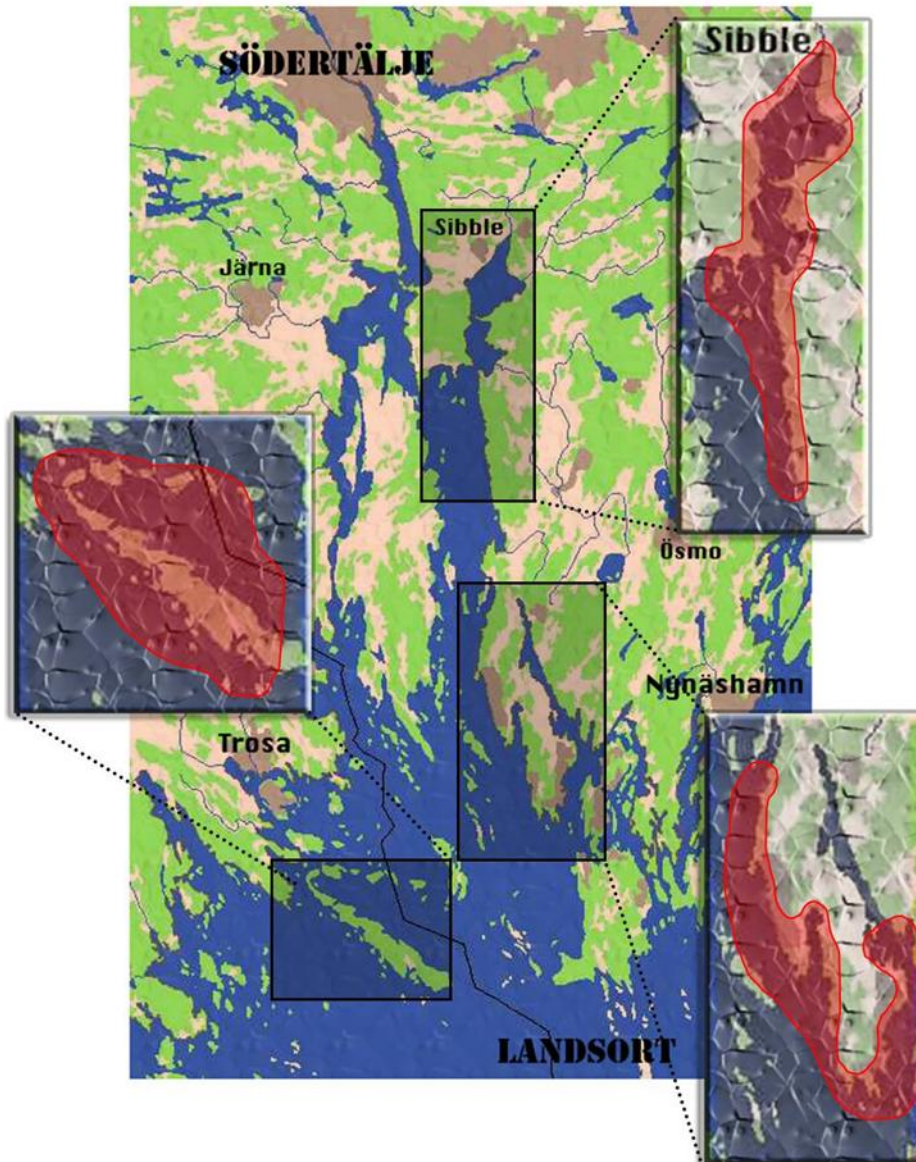 SÖDERTÄLJE
Sibble
Sibble
Järna
Ösmo
Nynäshamn
Trosa
LANDSORT